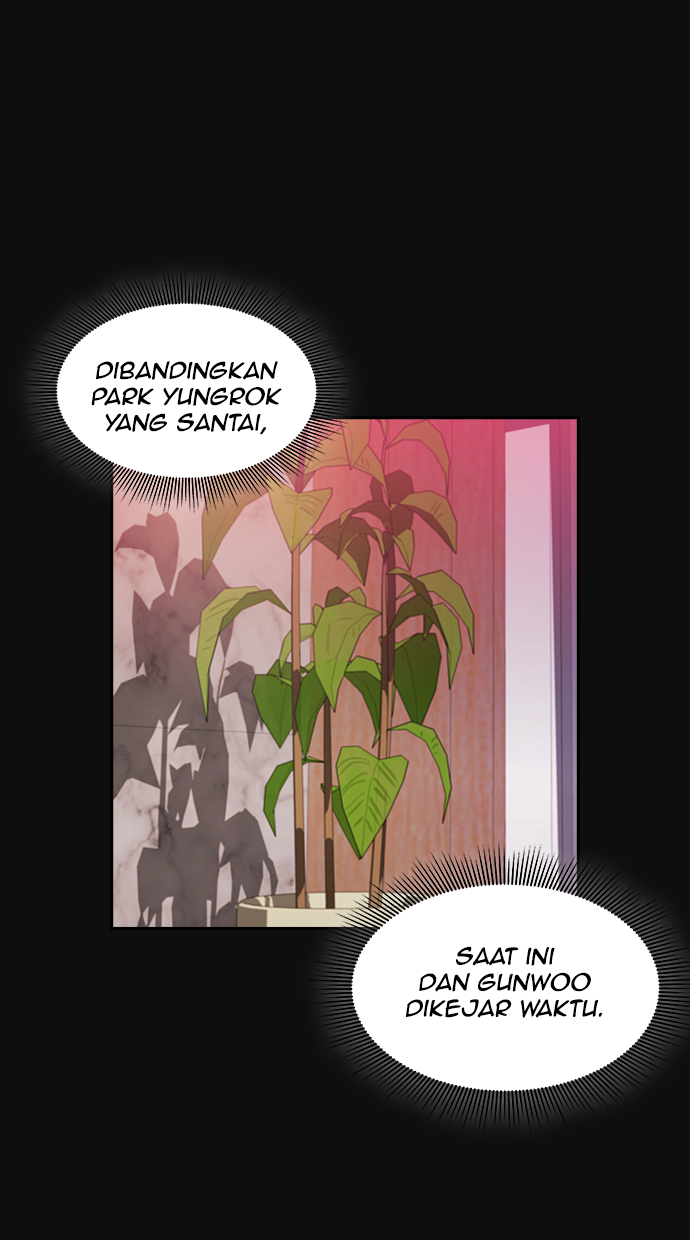 DIBANDINGKAN
PARK YUNGROK
YANG SANTAI,
SAAT INI
DAN GUNWOO
DIKEJAR WAKTU.